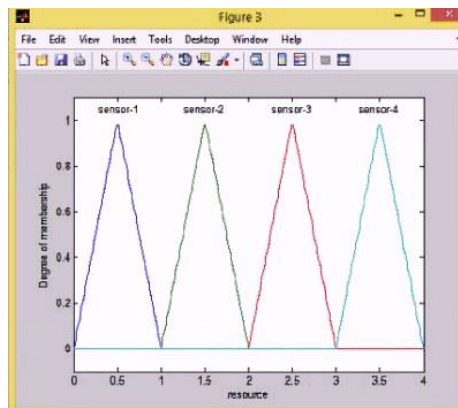 Figure 3
File Edit View Insert Tools Desktop Window Help
sensor-1 sensor-2 sensor-3 sensor-4
1
0.8
0.6
0.4
0.2
0
Degree of membership
0 0.5 1 1.5 2 2.5 3 3.5 4
resource